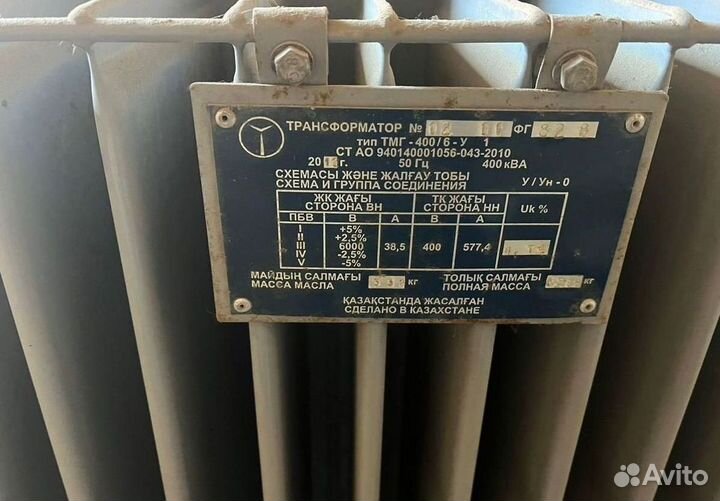 ТРАНСФОРМАТОР № ФГ
тип ТМГ - 400/6 - У 1
СТ АО 940140001056-043-2010
2013г. 50 Гц 400 кВА
СХЕМАСЫ ЖӘНЕ ЖАЛҒАУ ТОБЫ
СХЕМА И ГРУППА СОЕДИНЕНИЯ У / Ун - 0
ЖК ЖАҒЫ ТК ЖАҒЫ
СТОРОНА ВН СТОРОНА НН Uk %
ПБВ В А В А
I +5%
II +2,5%
III 6000 38,5 400 577,4
IV -2,5%
V -5%
МАЙДЫҢ САЛМАҒЫ ТОЛЫҚ САЛМАҒЫ
МАССА МАСЛА кг ПОЛНАЯ МАССА кг
ҚАЗАҚСТАНДА ЖАСАЛҒАН
СДЕЛАНО В КАЗАХСТАНЕ
Avito